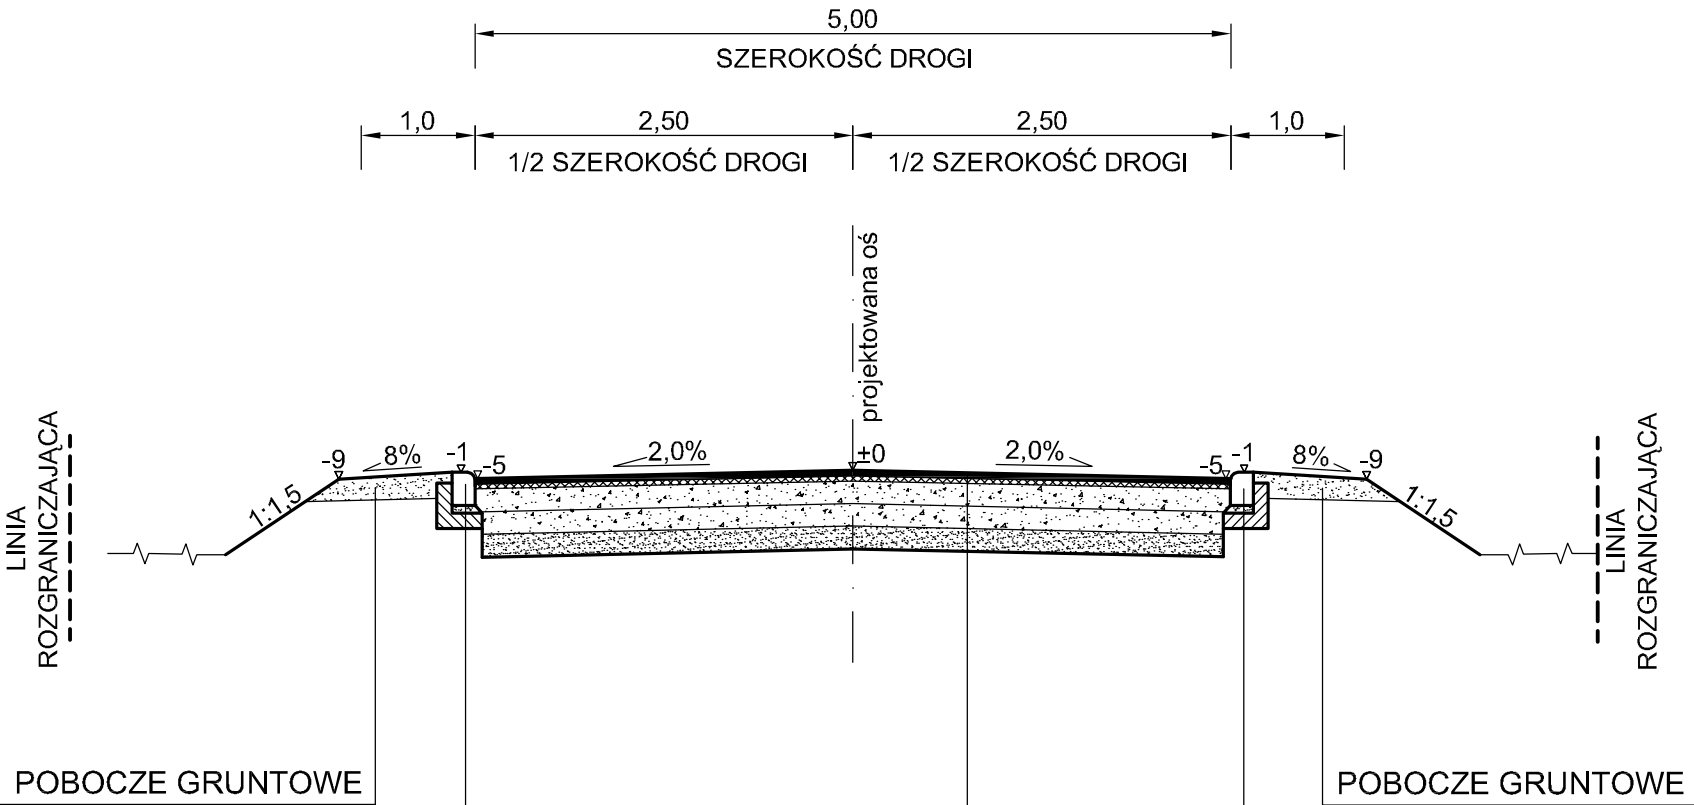 5,00
SZEROKOŚĆ DROGI
1,0
2,50
2,50
1,0
1/2 SZEROKOŚĆ DROGI
1/2 SZEROKOŚĆ DROGI
projektowana oś
LINIA
ROZGRANICZAJĄCA
1:1,5
-9
8%
-1
-5
2,0%
±0
2,0%
-5
-1
8%
-9
1:1,5
LINIA
ROZGRANICZAJĄCA
POBOCZE GRUNTOWE
POBOCZE GRUNTOWE